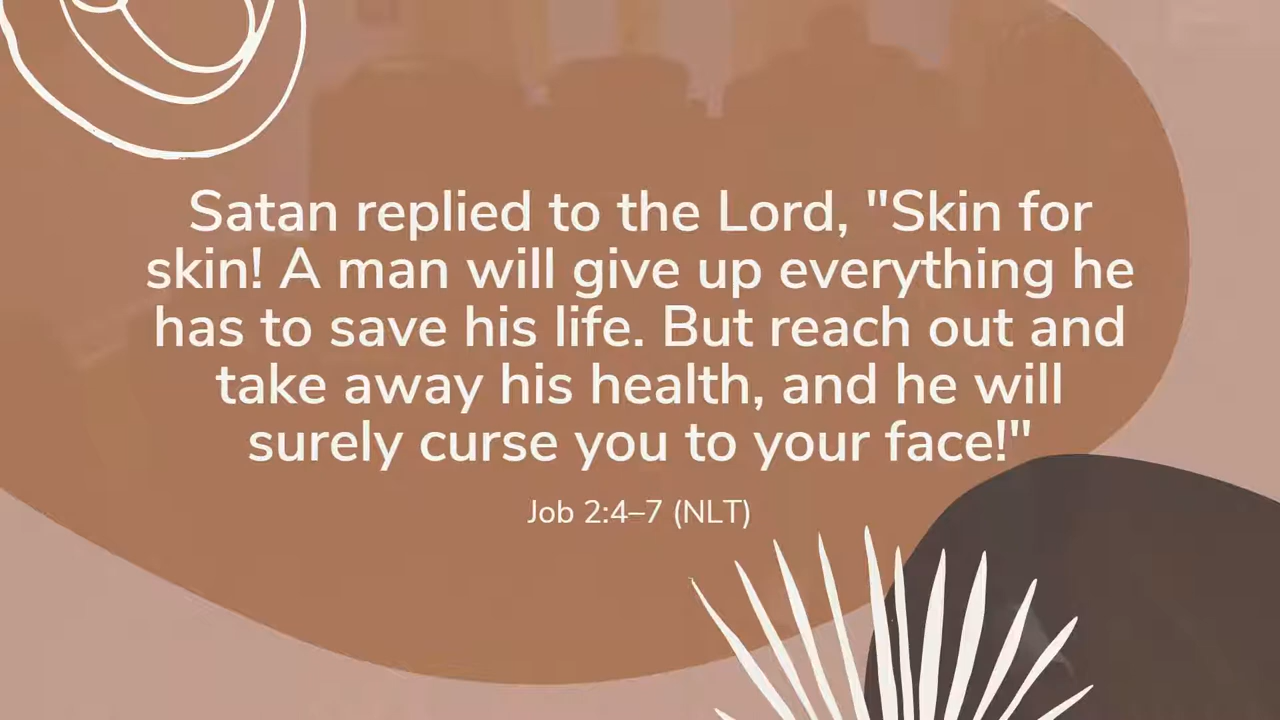 Satan replied to the Lord, "Skin for
skin! A man will give up everything he
has to save his life. But reach out and
take away his health, and he will
surely curse you to your face!"
Job 2:4–7 (NLT)